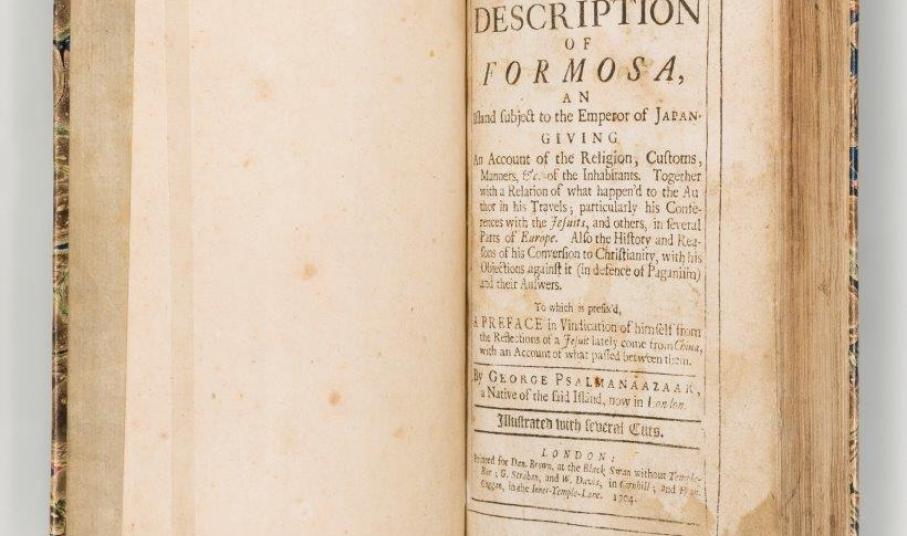 DESCRIPTION
OF
FORMOSA,
AN
Iſland ſubject to the Emperor of JAPAN.
GIVING
An Account of the Religion, Cuſtoms,
Manners, &c. of the Inhabitants. Together
with a Relation of what happen'd to the Au
thor in his Travels; particularly his Confe-
rences with the Jeſuits, and others, in ſeveral
Parts of Europe. Alſo the Hiſtory and Rea-
ſons of his Converſion to Chriſtianity, with his
Objections againſt it (in defence of Paganiſm)
and their Anſwers.
To which is prefix'd,
A PREFACE in Vindication of himſelf from
the Reflections of a Jeſuit lately come from China,
with an Account of what paſſed between them.
By GEORGE PSALMANAAZAAR,
a Native of the ſaid Iſland, now in London.
Illuſtrated with ſeveral Cuts.
LONDON:
Printed for Dan. Brown, at the Black Swan without Temple-
Bar; G. Strahan, and W. Davis, in Cornhill; and Fran.
Coggan, in the Inner-Temple-Lane. 1704.